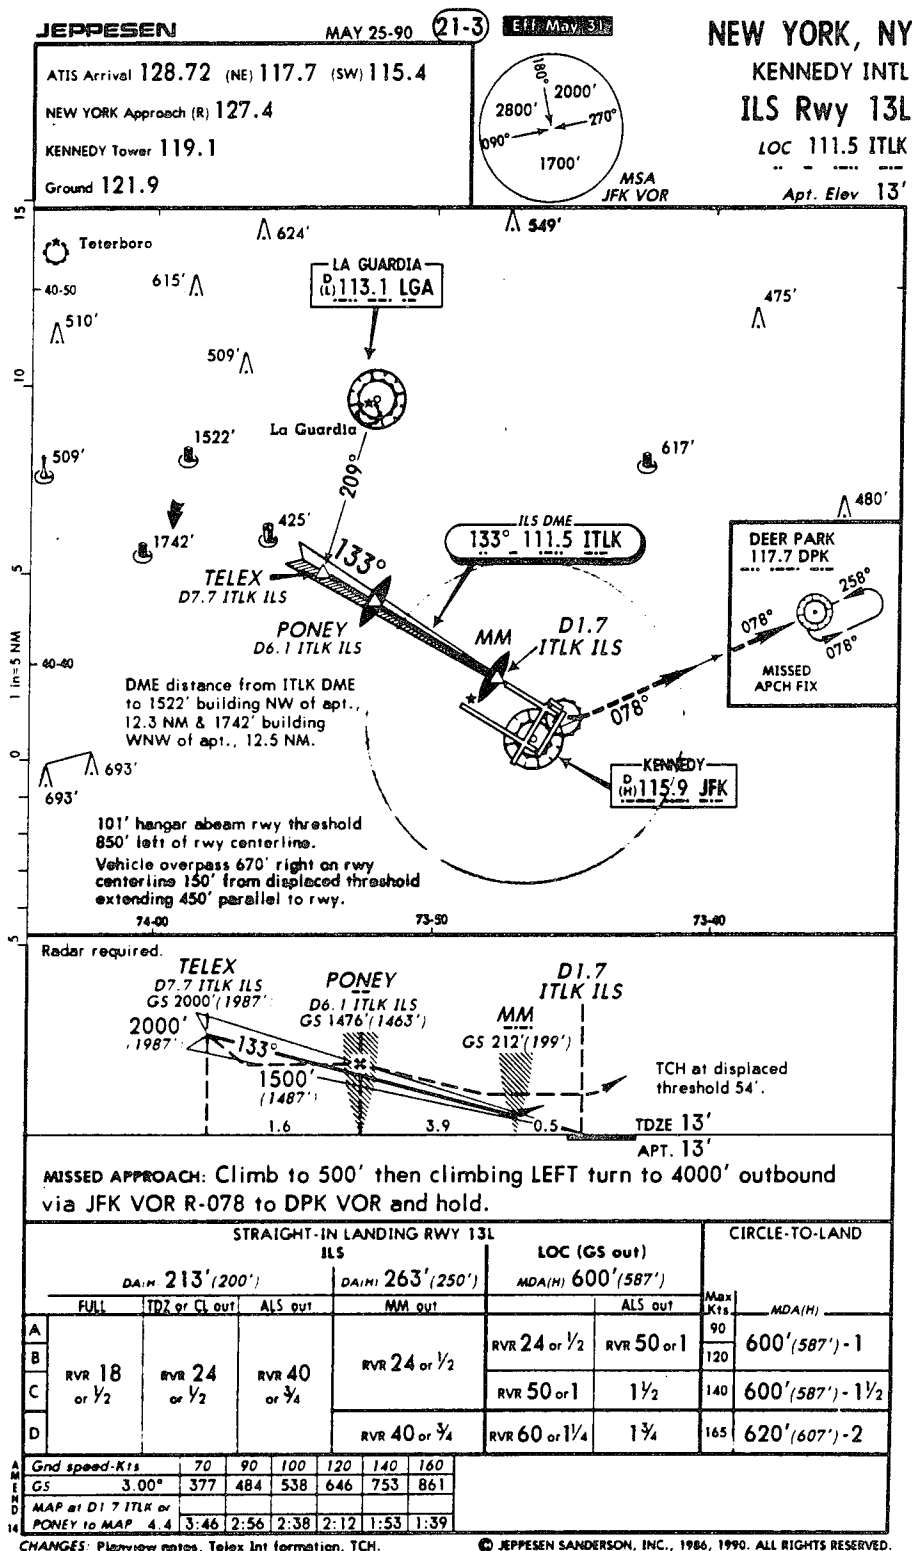 JEPPESEN MAY 25-90 21-3 Eff May 31
NEW YORK, NY
KENNEDY INTL
ILS Rwy 13L
LOC 111.5 ITLK
Apt. Elev 13'
ATIS Arrival 128.72 (NE) 117.7 (SW) 115.4
NEW YORK Approach (R) 127.4
KENNEDY Tower 119.1
Ground 121.9
180°
2800' 2000'
090° 270°
1700'
MSA
JFK VOR
15
Teterboro
624'
549'
LA GUARDIA
D
(L) 113.1 LGA
615'
40-50
510'
475'
509'
10
La Guardia
1522'
509'
617'
209°
480'
425'
1742'
ILS DME
133° 111.5 ITLK
DEER PARK
117.7 DPK
258°
078°
078°
MISSED
APCH FIX
133°
5
TELEX
D7.7 ITLK ILS
PONEY
D6.1 ITLK ILS
MM
D1.7
ITLK ILS
1 in=5 NM
40-40
078°
DME distance from ITLK DME
to 1522' building NW of apt.,
12.3 NM & 1742' building
WNW of apt., 12.5 NM.
0
693'
693'
KENNEDY
D
(H) 115.9 JFK
101' hangar abeam rwy threshold
850' left of rwy centerline.
Vehicle overpass 670' right on rwy
centerline 150' from displaced threshold
extending 450' parallel to rwy.
74-00 73-50 73-40
5
Radar required.
TELEX
D7.7 ITLK ILS
GS 2000'(1987')
2000'
(1987')
PONEY
D6.1 ITLK ILS
GS 1476'(1463')
MM
GS 212'(199')
D1.7
ITLK ILS
133°
1500'
(1487')
TCH at displaced
threshold 54'.
1.6 3.9 0.5 TDZE 13'
APT. 13'
MISSED APPROACH: Climb to 500' then climbing LEFT turn to 4000' outbound
via JFK VOR R-078 to DPK VOR and hold.
STRAIGHT-IN LANDING RWY 13L CIRCLE-TO-LAND
ILS LOC (GS out)
DA(H) 213'(200') DA(H) 263'(250') MDA(H) 600'(587')
FULL TDZ or CL out ALS out MM out ALS out Max Kts. MDA(H)
A
B
C
D
RVR 18 or ½
RVR 24 or ½
RVR 40 or ¾
RVR 24 or ½
RVR 40 or ¾
RVR 24 or ½ RVR 50 or 1
RVR 50 or 1 1½
RVR 60 or 1¼ 1¾
90
120 600'(587')-1
140 600'(587')-1½
165 620'(607')-2
Gnd speed-Kts 70 90 100 120 140 160
GS 3.00° 377 484 538 646 753 861
MAP at D1.7 ITLK or
PONEY to MAP 4.4 3:46 2:56 2:38 2:12 1:53 1:39
AMEND 14
CHANGES: Planview notes, Telex Int formation, TCH.
© JEPPESEN SANDERSON, INC., 1986, 1990. ALL RIGHTS RESERVED.